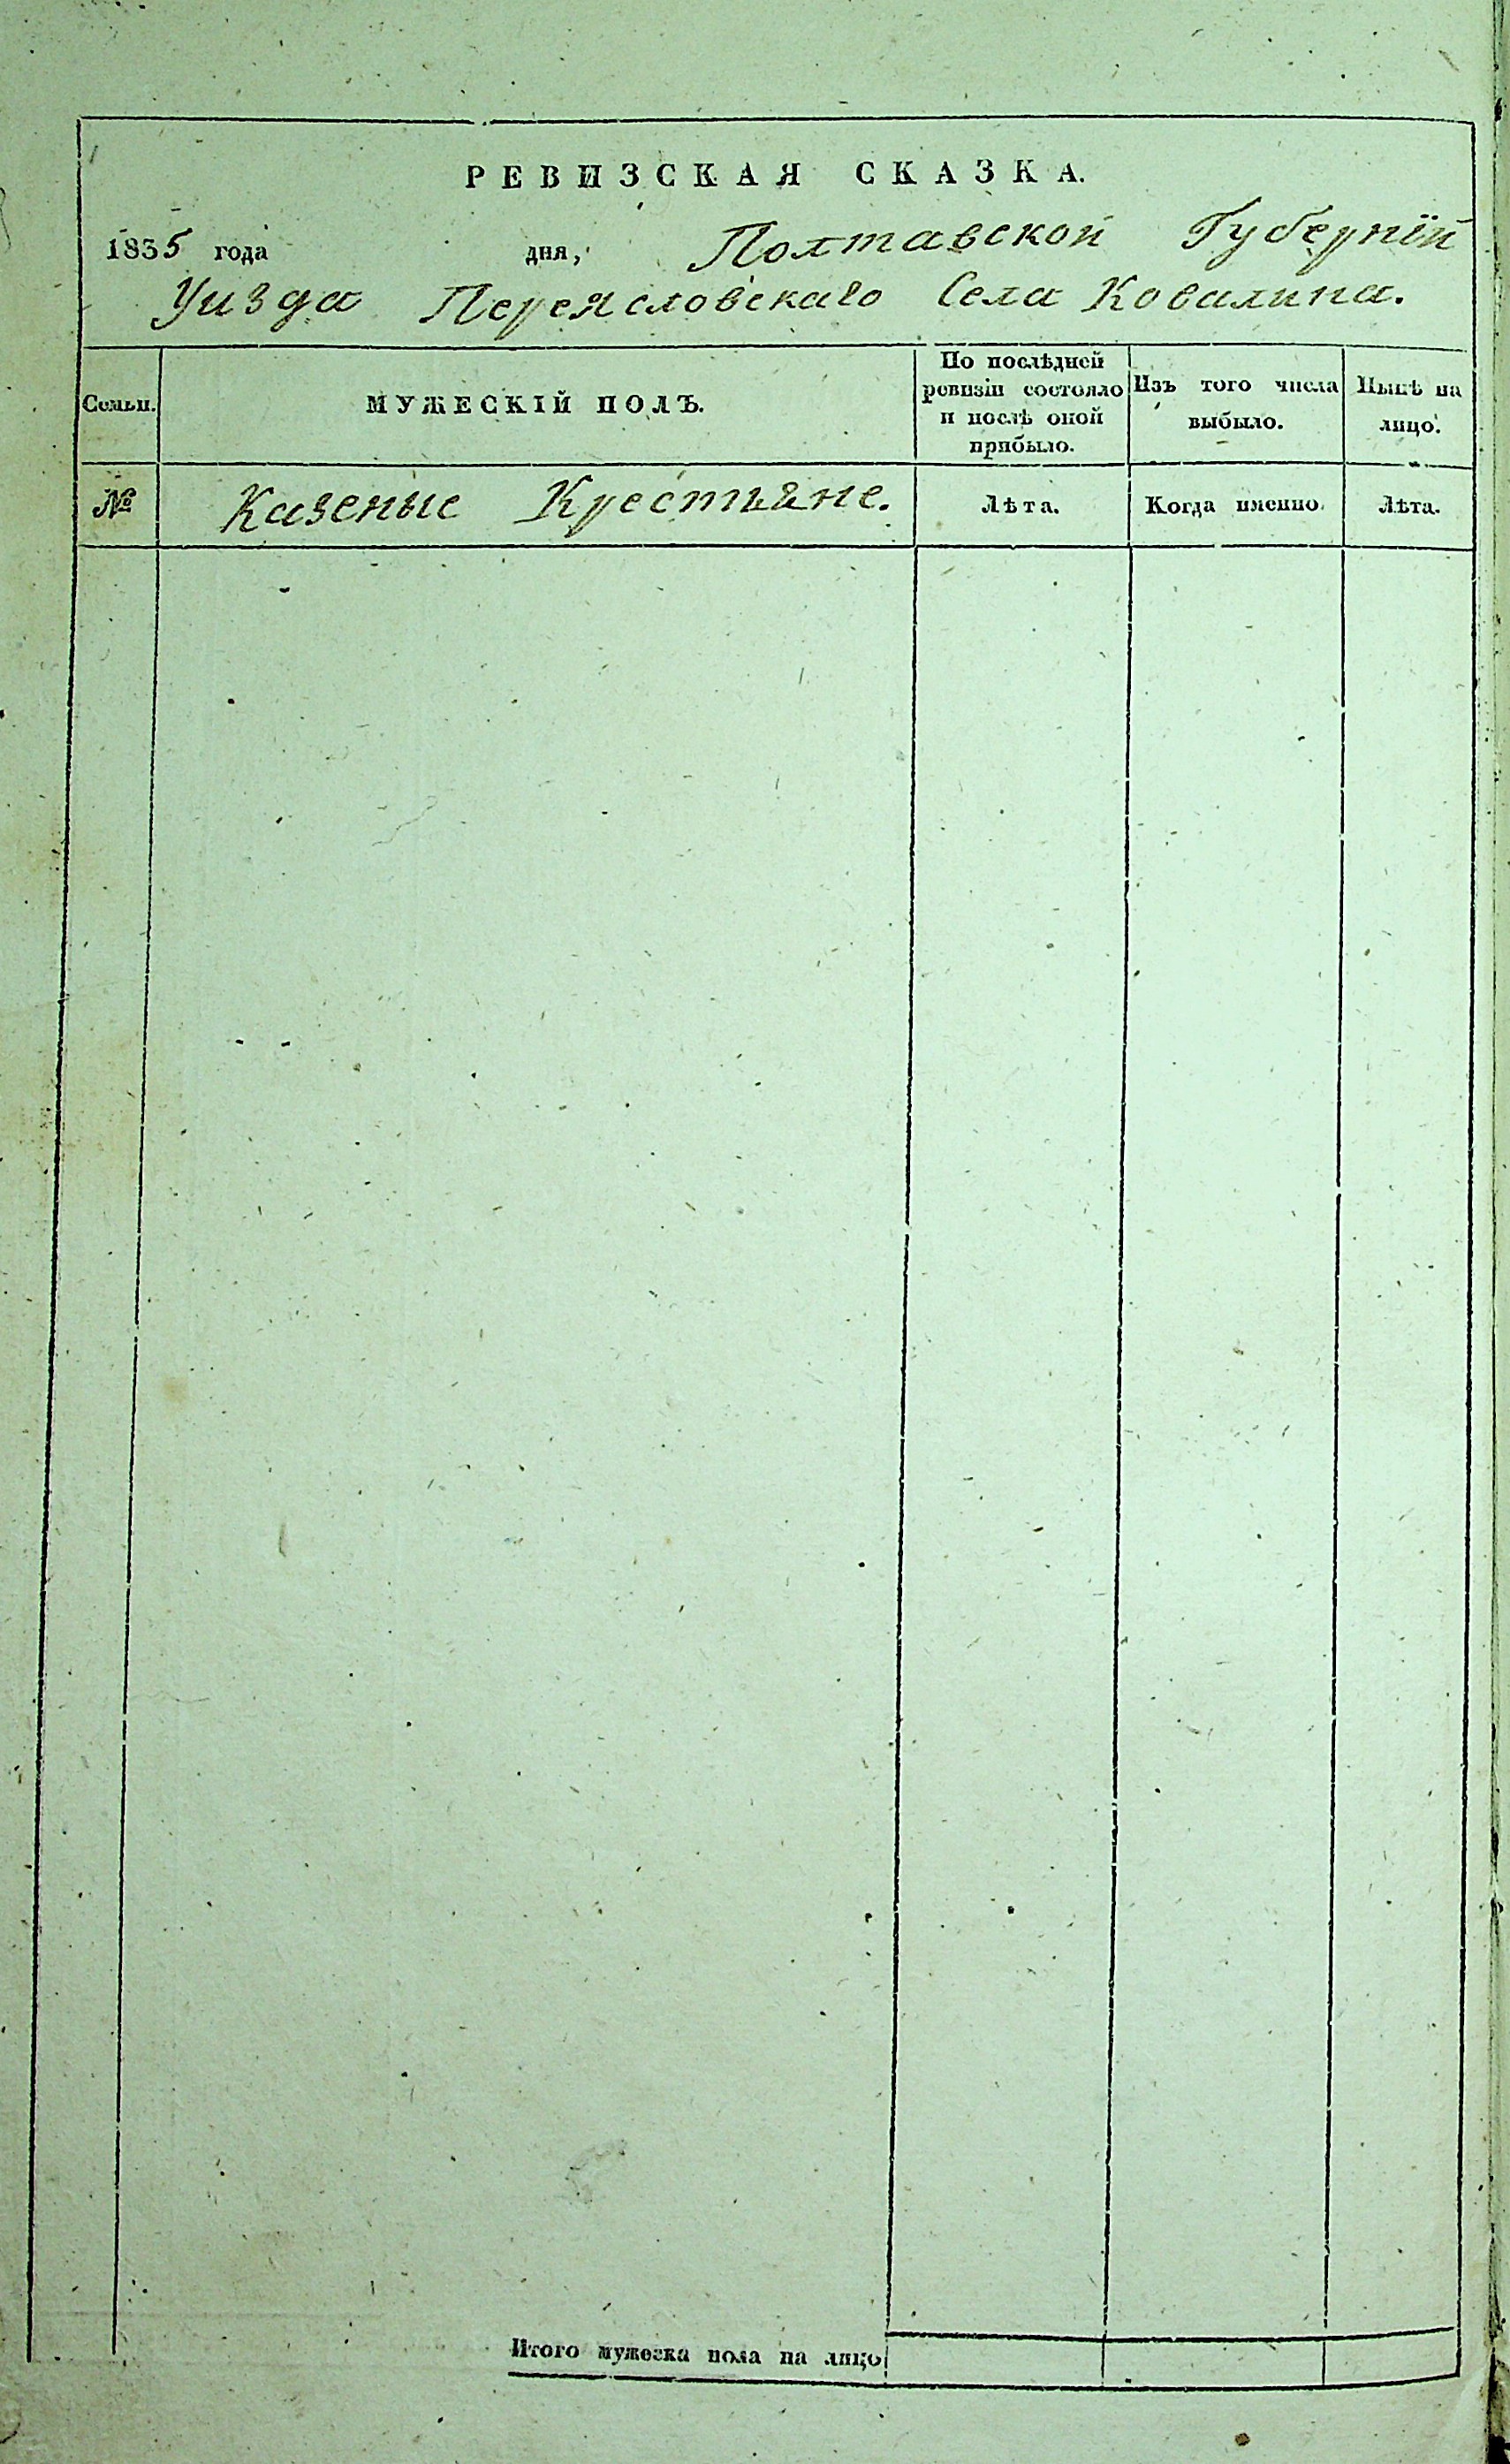 РЕВИЗСКАЯ СКАЗКА.
1835 года дня, Полтавской Губернїй
Уизда Переясловскаго Села Ковалина.
Семьи.
МУЖЕСКІЙ ПОЛЪ.
По послѣдней
ревизіи состояло
и послѣ оной
прибыло.
Изъ того числа
выбыло.
Нынѣ на
лицо.
№
Казеные Крестьяне.
Лѣта.
Когда именно.
Лѣта.
Итого мужеска пола на лицо